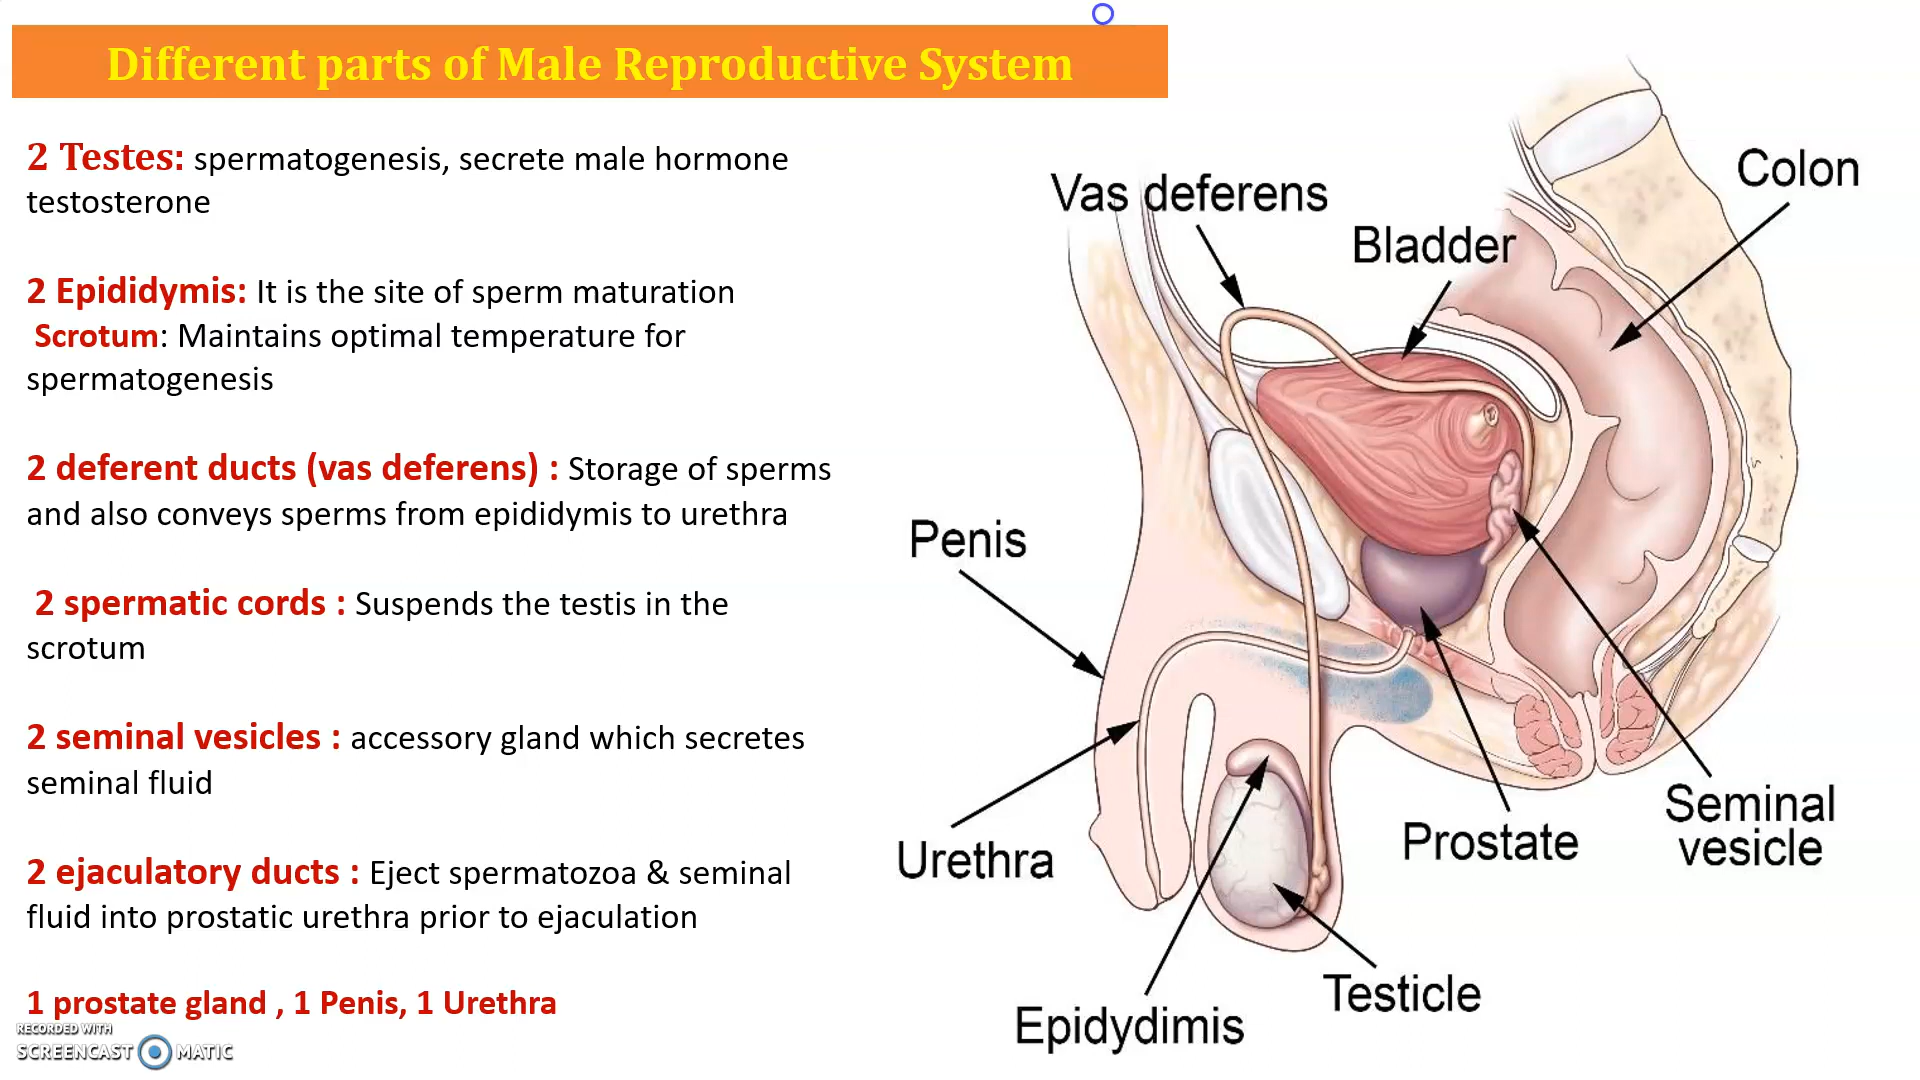 Different parts of Male Reproductive System
2 Testes: spermatogenesis, secrete male hormone
testosterone
2 Epididymis: It is the site of sperm maturation
Scrotum: Maintains optimal temperature for
spermatogenesis
2 deferent ducts (vas deferens) : Storage of sperms
and also conveys sperms from epididymis to urethra
2 spermatic cords : Suspends the testis in the
scrotum
2 seminal vesicles : accessory gland which secretes
seminal fluid
2 ejaculatory ducts : Eject spermatozoa & seminal
fluid into prostatic urethra prior to ejaculation
1 prostate gland , 1 Penis, 1 Urethra
RECORDED WITH
SCREENCAST MATIC
Vas deferens
Colon
Bladder
Penis
Urethra
Seminal
vesicle
Prostate
Testicle
Epidydimis